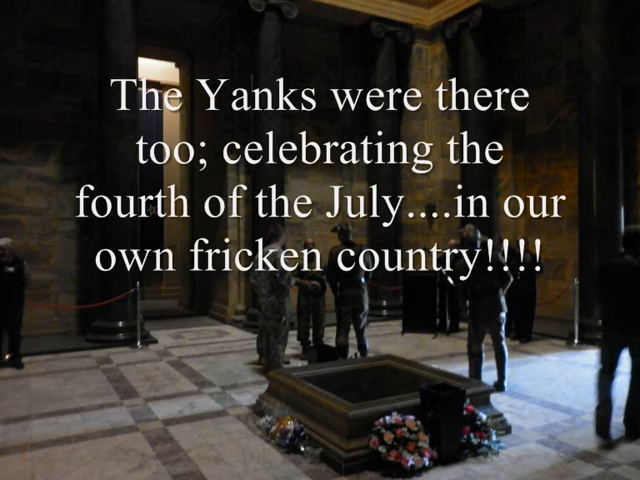 The Yanks were there
too; celebrating the
fourth of the July....in our
own fricken country!!!!